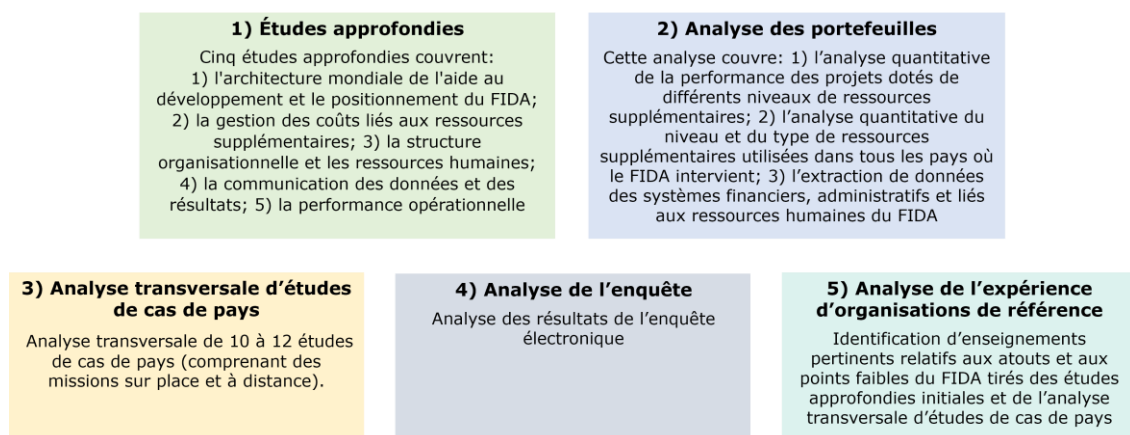 1) Études approfondies
Cinq études approfondies couvrent:
1) l'architecture mondiale de l'aide au
développement et le positionnement du FIDA;
2) la gestion des coûts liés aux ressources
supplémentaires; 3) la structure
organisationnelle et les ressources humaines;
4) la communication des données et des
résultats; 5) la performance opérationnelle
2) Analyse des portefeuilles
Cette analyse couvre: 1) l’analyse quantitative
de la performance des projets dotés de
différents niveaux de ressources
supplémentaires; 2) l’analyse quantitative du
niveau et du type de ressources
supplémentaires utilisées dans tous les pays où
le FIDA intervient; 3) l’extraction de données
des systèmes financiers, administratifs et liés
aux ressources humaines du FIDA
3) Analyse transversale d’études
de cas de pays
Analyse transversale de 10 à 12 études
de cas de pays (comprenant des
missions sur place et à distance).
4) Analyse de l’enquête
Analyse des résultats de l’enquête
électronique
5) Analyse de l’expérience
d’organisations de référence
Identification d’enseignements
pertinents relatifs aux atouts et aux
points faibles du FIDA tirés des études
approfondies initiales et de l’analyse
transversale d’études de cas de pays